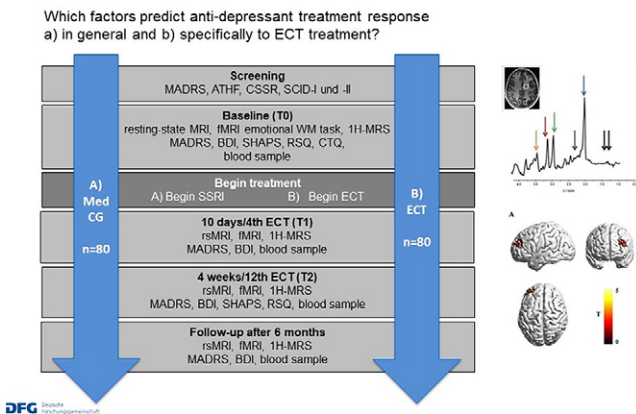 Which factors predict anti-depressant treatment response
a) in general and b) specifically to ECT treatment?
Screening
MADRS, ATHF, CSSR, SCID-I und -II
Baseline (T0)
resting-state MRI, fMRI emotional WM task, 1H-MRS
MADRS, BDI, SHAPS, RSQ, CTQ,
blood sample
Begin treatment
A) Begin SSRI B) Begin ECT
10 days/4th ECT (T1)
rsMRI, fMRI, 1H-MRS
MADRS, BDI, blood sample
4 weeks/12th ECT (T2)
rsMRI, fMRI, 1H-MRS
MADRS, BDI, SHAPS, RSQ, blood sample
Follow-up after 6 months
rsMRI, fMRI, 1H-MRS
MADRS, BDI, blood sample
A)
Med
CG
n=80
B)
ECT
n=80
A
5
T
0
DFG Deutsche
Forschungsgemeinschaft